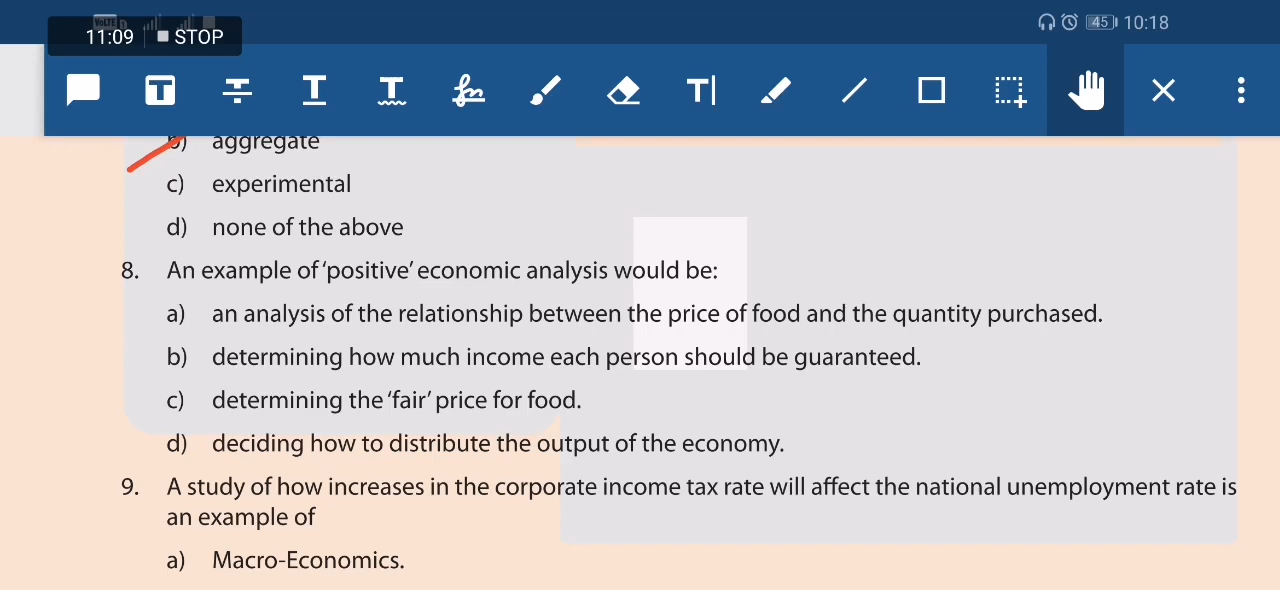 VoLTE
45 10:18
11:09 STOP
b) aggregate
c) experimental
d) none of the above
8. An example of ‘positive’ economic analysis would be:
a) an analysis of the relationship between the price of food and the quantity purchased.
b) determining how much income each person should be guaranteed.
c) determining the ‘fair’ price for food.
d) deciding how to distribute the output of the economy.
9. A study of how increases in the corporate income tax rate will affect the national unemployment rate is
an example of
a) Macro-Economics.